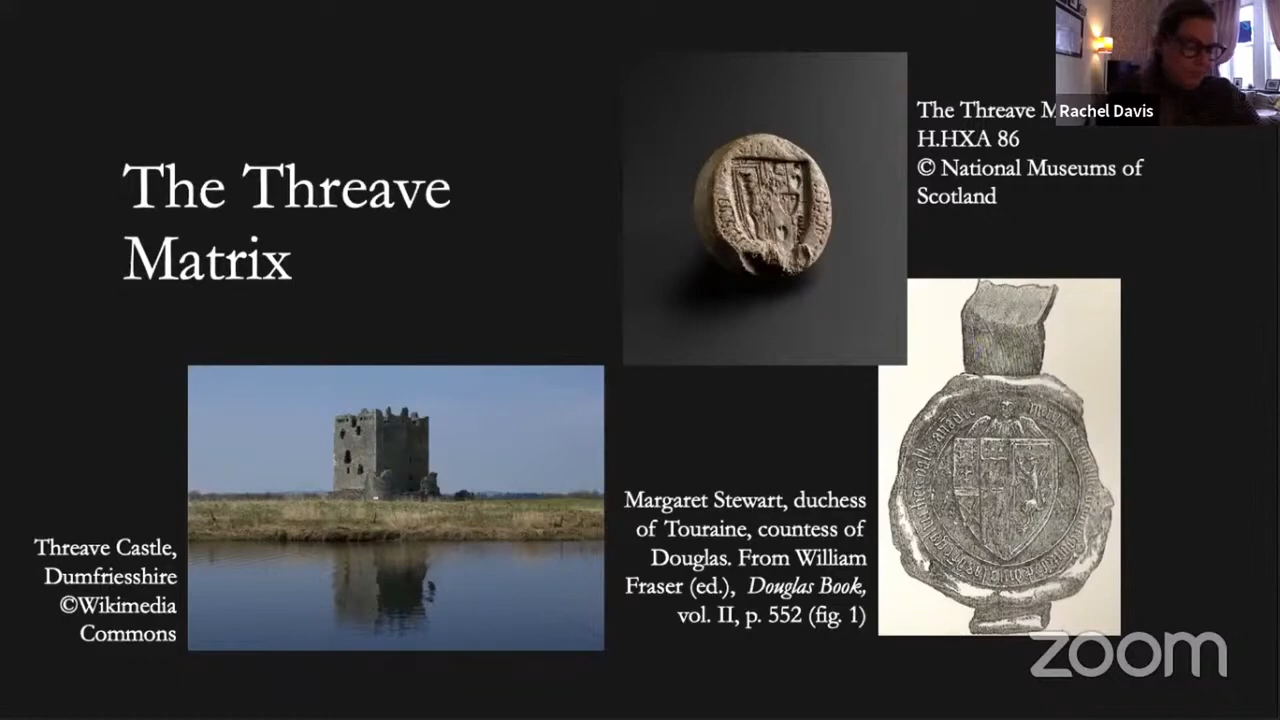 The Threave
Matrix
The Threave M
H.HXA 86
© National Museums of
Scotland
Rachel Davis
Threave Castle,
Dumfriesshire
©Wikimedia
Commons
Margaret Stewart, duchess
of Touraine, countess of
Douglas. From William
Fraser (ed.), Douglas Book,
vol. II, p. 552 (fig. 1)
zoom